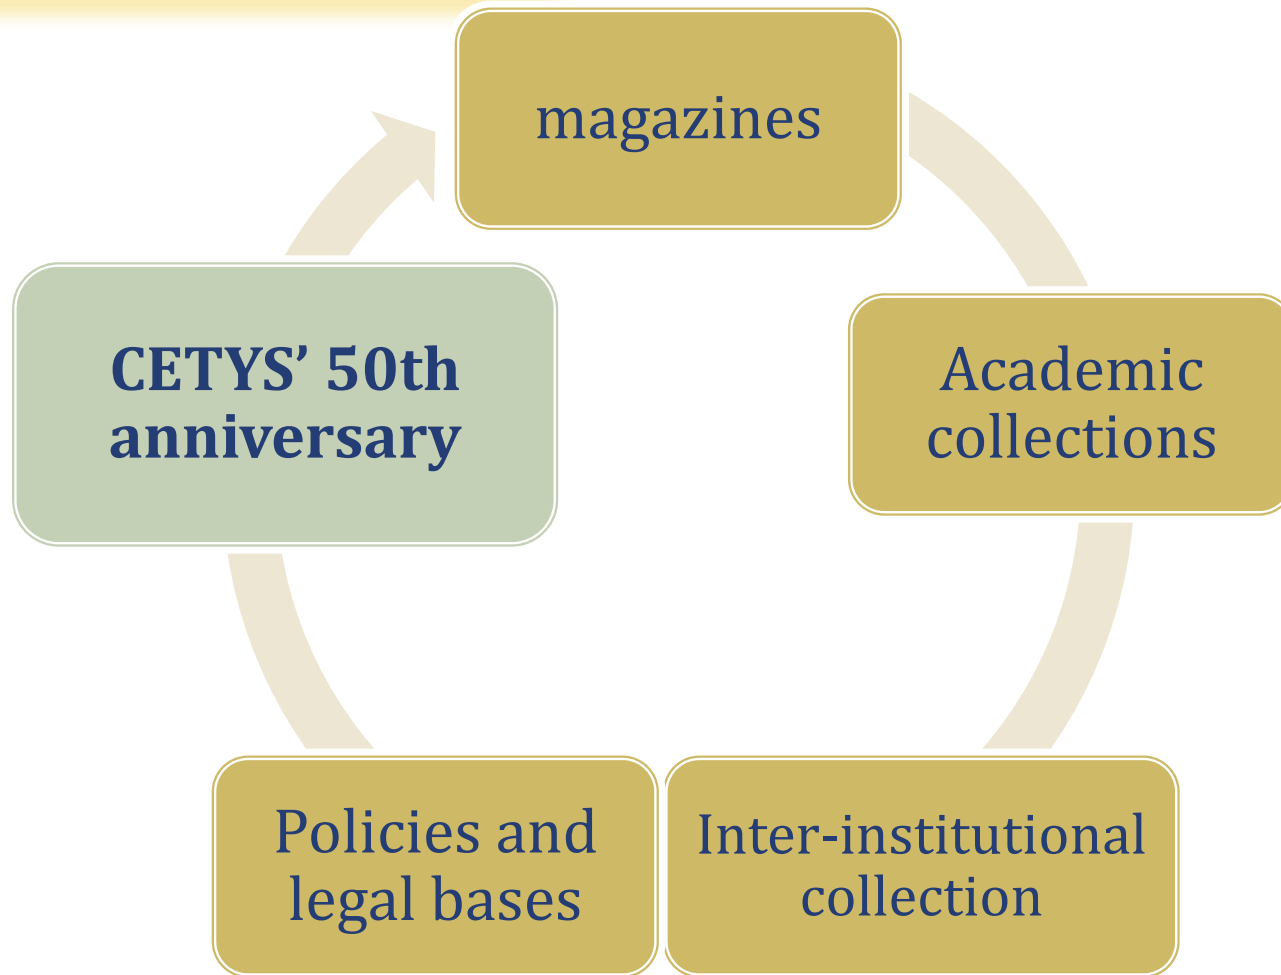 magazines
CETYS’ 50th
anniversary
Academic
collections
Policies and
legal bases
Inter-institutional
collection